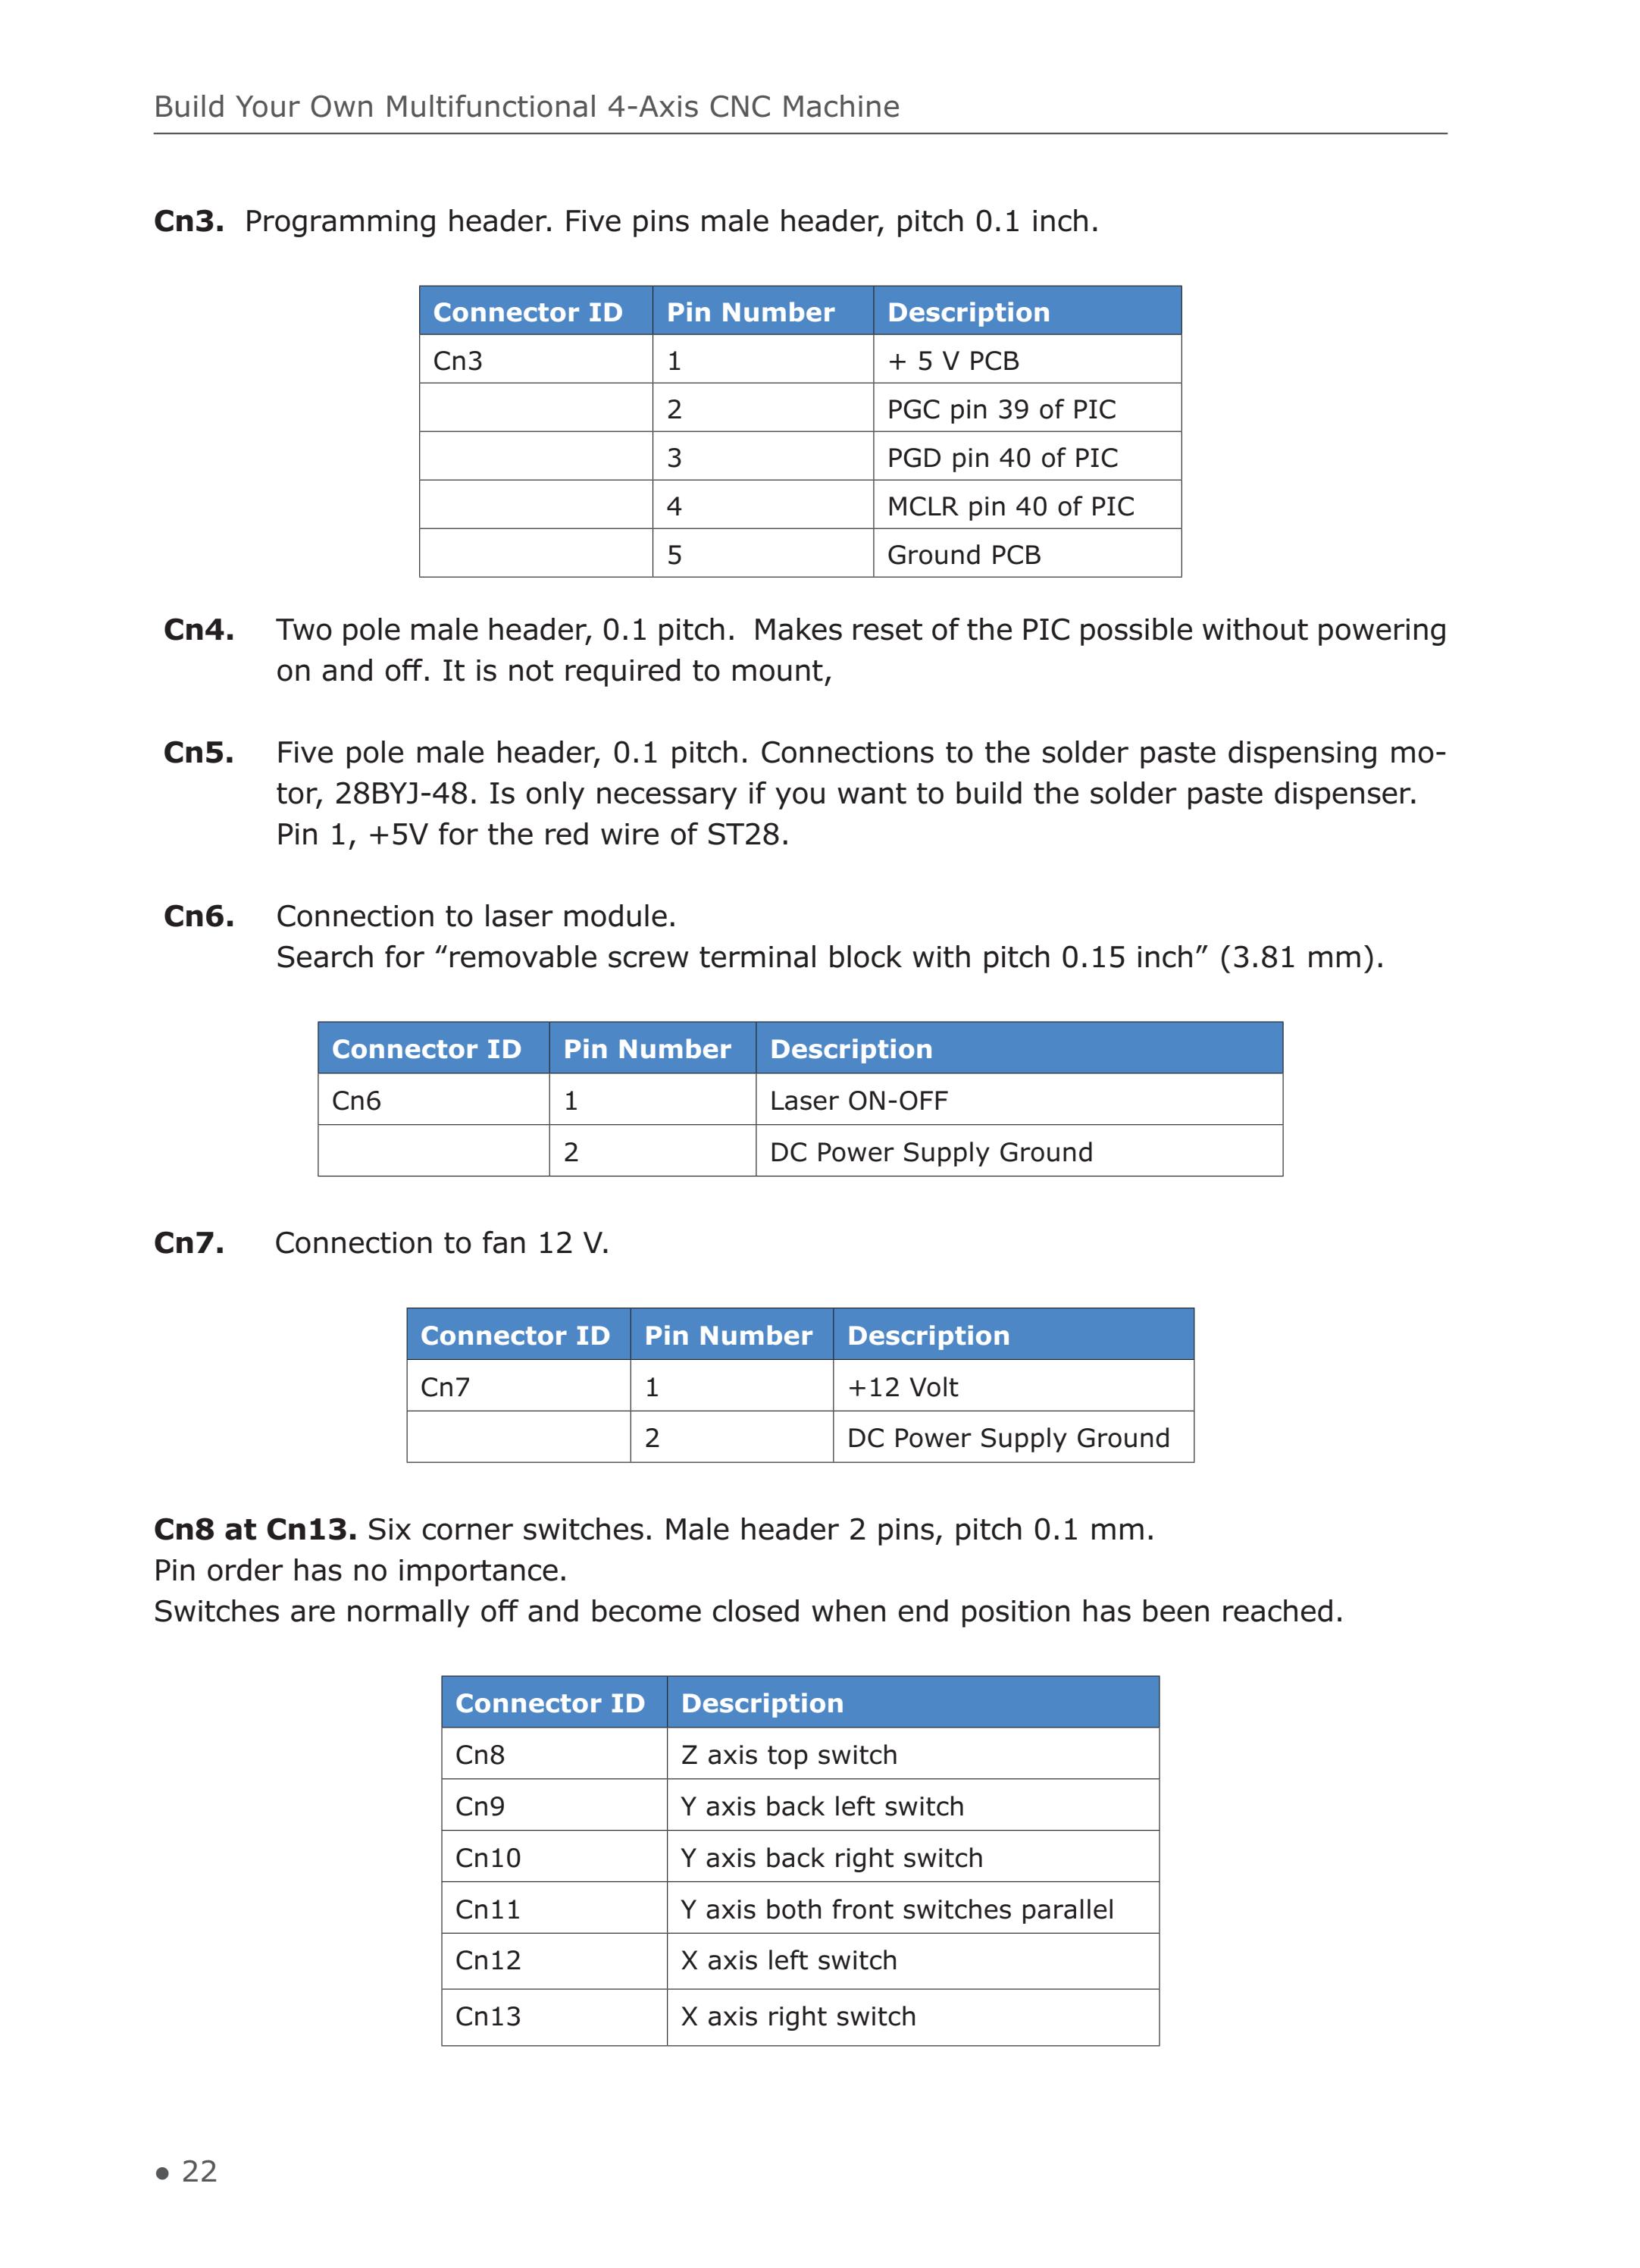 Build Your Own Multifunctional 4-Axis CNC Machine
Cn3. Programming header. Five pins male header, pitch 0.1 inch.
Connector ID Pin Number Description
Cn3 1 + 5 V PCB
2 PGC pin 39 of PIC
3 PGD pin 40 of PIC
4 MCLR pin 40 of PIC
5 Ground PCB
Cn4. Two pole male header, 0.1 pitch. Makes reset of the PIC possible without powering
on and off. It is not required to mount,
Cn5. Five pole male header, 0.1 pitch. Connections to the solder paste dispensing mo-
tor, 28BYJ-48. Is only necessary if you want to build the solder paste dispenser.
Pin 1, +5V for the red wire of ST28.
Cn6. Connection to laser module.
Search for “removable screw terminal block with pitch 0.15 inch” (3.81 mm).
Connector ID Pin Number Description
Cn6 1 Laser ON-OFF
2 DC Power Supply Ground
Cn7. Connection to fan 12 V.
Connector ID Pin Number Description
Cn7 1 +12 Volt
2 DC Power Supply Ground
Cn8 at Cn13. Six corner switches. Male header 2 pins, pitch 0.1 mm.
Pin order has no importance.
Switches are normally off and become closed when end position has been reached.
Connector ID Description
Cn8 Z axis top switch
Cn9 Y axis back left switch
Cn10 Y axis back right switch
Cn11 Y axis both front switches parallel
Cn12 X axis left switch
Cn13 X axis right switch
● 22